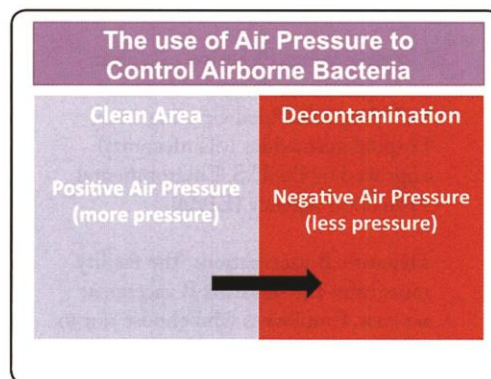 The use of Air Pressure to
Control Airborne Bacteria
Clean Area
Decontamination
Positive Air Pressure
(more pressure)
Negative Air Pressure
(less pressure)